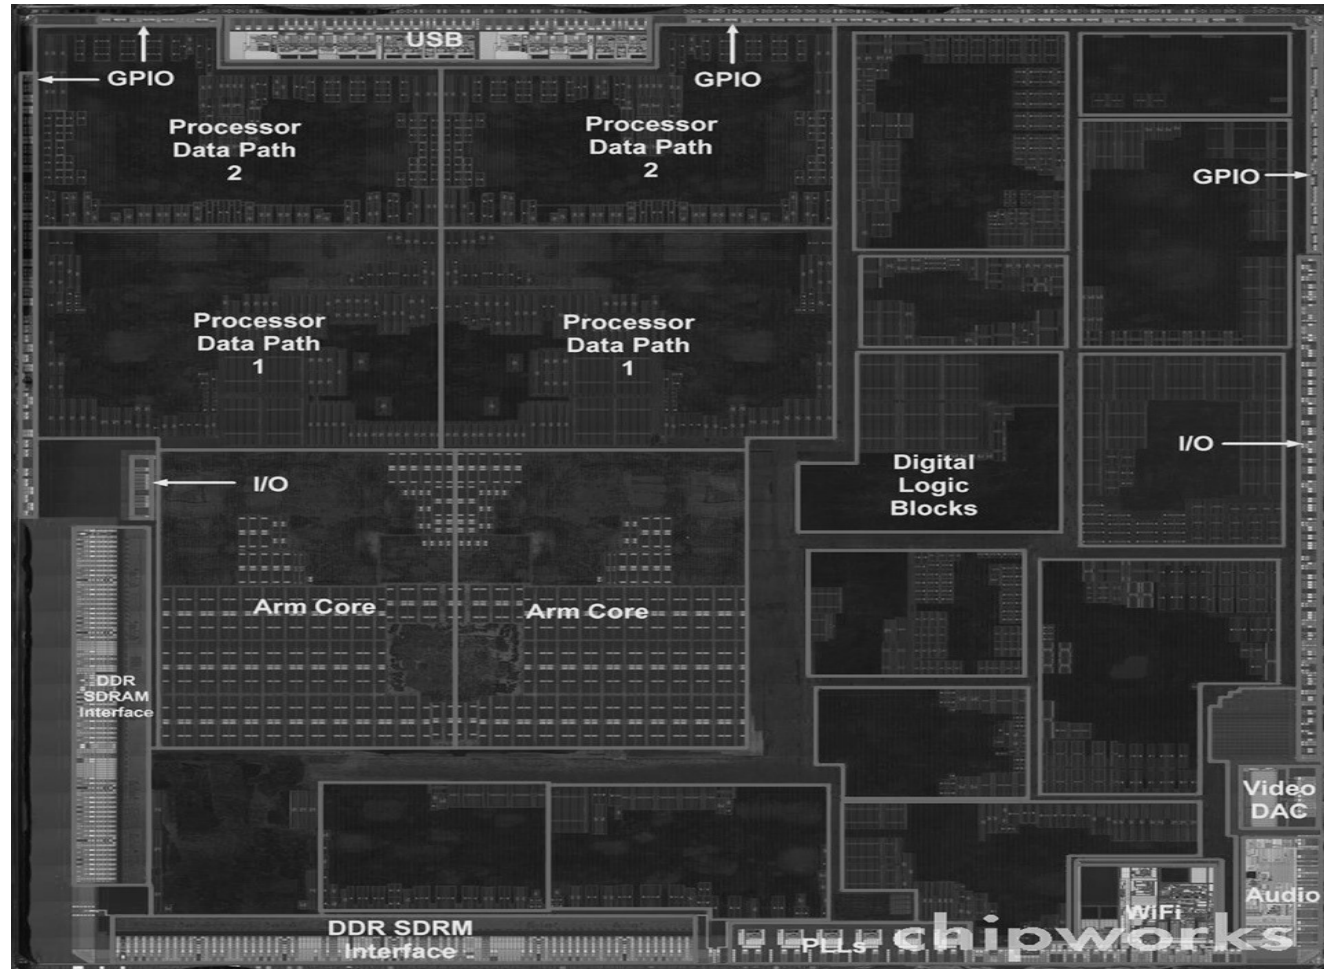 USB
GPIO
GPIO
Processor
Data Path
2
Processor
Data Path
2
GPIO
Processor
Data Path
1
Processor
Data Path
1
I/O
I/O
Digital
Logic
Blocks
Arm Core
Arm Core
DDR
SDRAM
Interface
Video
DAC
Audio
WiFi
DDR SDRM
Interface
PLLs
chipworks